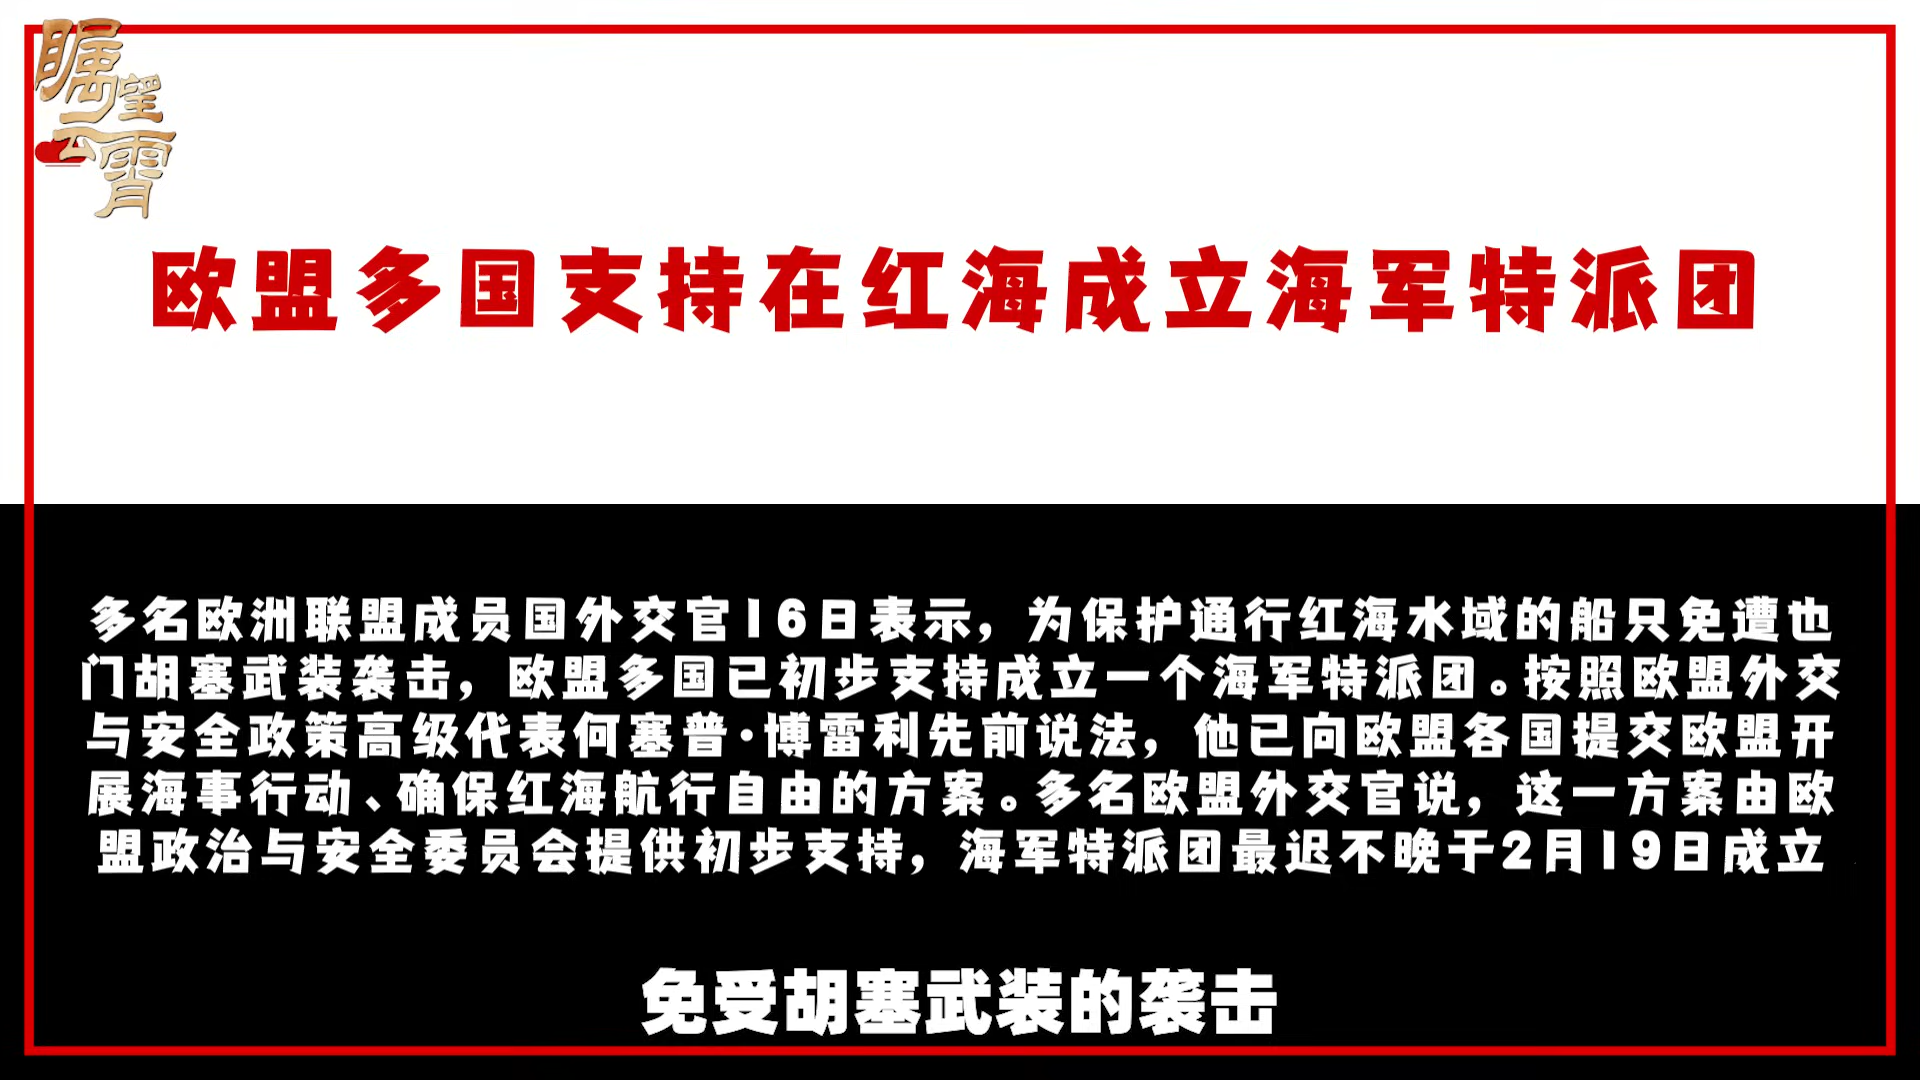 瞩望云霄
欧盟多国支持在红海成立海军特派团
多名欧洲联盟成员国外交官16日表示，为保护通行红海水域的船只免遭也
门胡塞武装袭击，欧盟多国已初步支持成立一个海军特派团。按照欧盟外交
与安全政策高级代表何塞普·博雷利先前说法，他已向欧盟各国提交欧盟开
展海事行动、确保红海航行自由的方案。多名欧盟外交官说，这一方案由欧
盟政治与安全委员会提供初步支持，海军特派团最迟不晚于2月19日成立
免受胡塞武装的袭击